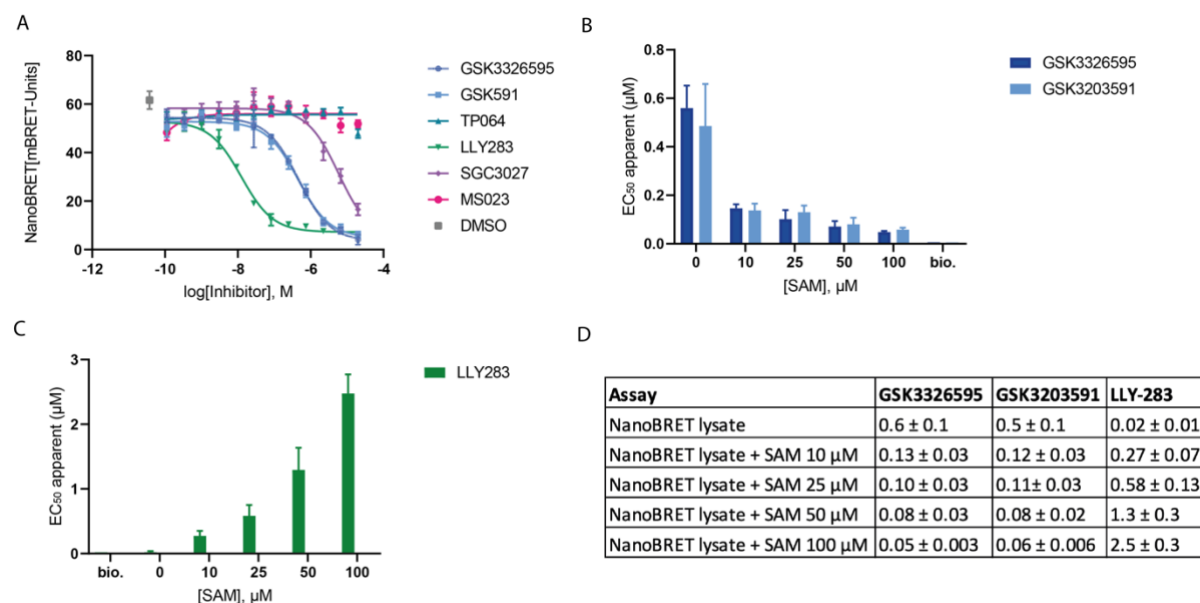 A
NanoBRET[mBRET-Units]
80
60
40
20
0
-12
-10
-8
-6
-4
log[Inhibitor], M
GSK3326595
GSK591
TP064
LLY283
SGC3027
MS023
DMSO
B
EC₅₀ apparent (µM)
0.8
0.6
0.4
0.2
0.0
0
10
25
50
100
bio.
[SAM], µM
GSK3326595
GSK3203591
C
EC₅₀ apparent (µM)
3
2
1
0
bio.
0
10
25
50
100
[SAM], µM
LLY283
D
Assay GSK3326595 GSK3203591 LLY-283
NanoBRET lysate 0.6 ± 0.1 0.5 ± 0.1 0.02 ± 0.01
NanoBRET lysate + SAM 10 µM 0.13 ± 0.03 0.12 ± 0.03 0.27 ± 0.07
NanoBRET lysate + SAM 25 µM 0.10 ± 0.03 0.11± 0.03 0.58 ± 0.13
NanoBRET lysate + SAM 50 µM 0.08 ± 0.03 0.08 ± 0.02 1.3 ± 0.3
NanoBRET lysate + SAM 100 µM 0.05 ± 0.003 0.06 ± 0.006 2.5 ± 0.3